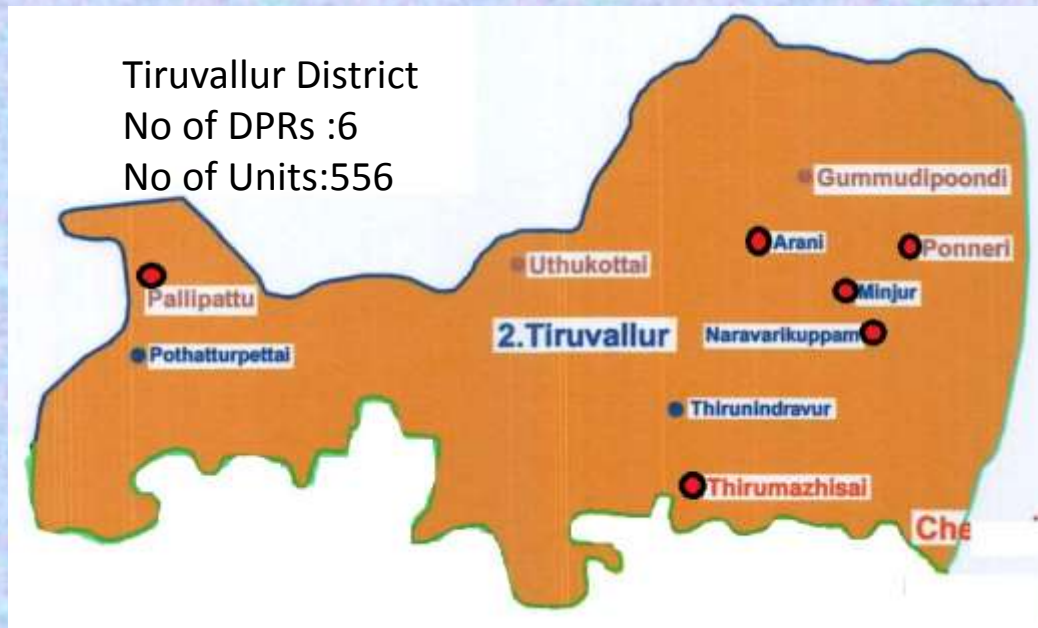 Tiruvallur District
No of DPRs :6
No of Units:556
Gummudipoondi
Arani
Ponneri
Uthukottai
Pallipattu
Minjur
2.Tiruvallur
Naravarikuppam
Pothatturpettai
Thirunindravur
Thirumazhisai
Che